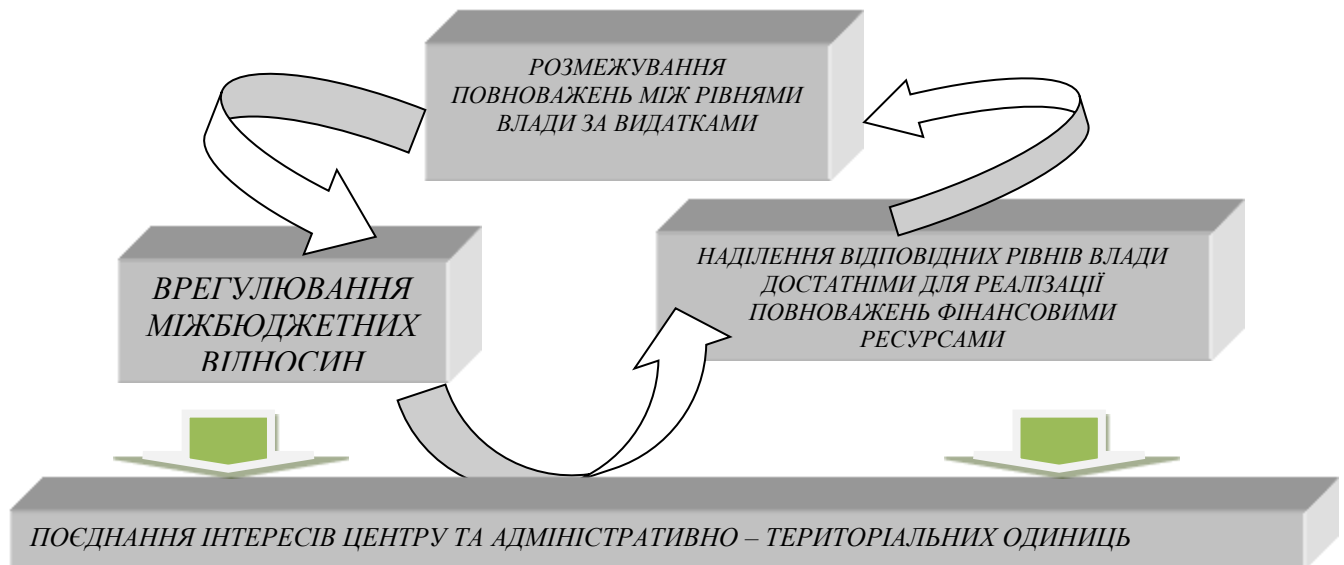 РОЗМЕЖУВАННЯ
ПОВНОВАЖЕНЬ МІЖ РІВНЯМИ
ВЛАДИ ЗА ВИДАТКАМИ
ВРЕГУЛЮВАННЯ
МІЖБЮДЖЕТНИХ
ВІДНОСИН
НАДІЛЕННЯ ВІДПОВІДНИХ РІВНІВ ВЛАДИ
ДОСТАТНІМИ ДЛЯ РЕАЛІЗАЦІЇ
ПОВНОВАЖЕНЬ ФІНАНСОВИМИ
РЕСУРСАМИ
ПОЄДНАННЯ ІНТЕРЕСІВ ЦЕНТРУ ТА АДМІНІСТРАТИВНО – ТЕРИТОРІАЛЬНИХ ОДИНИЦЬ